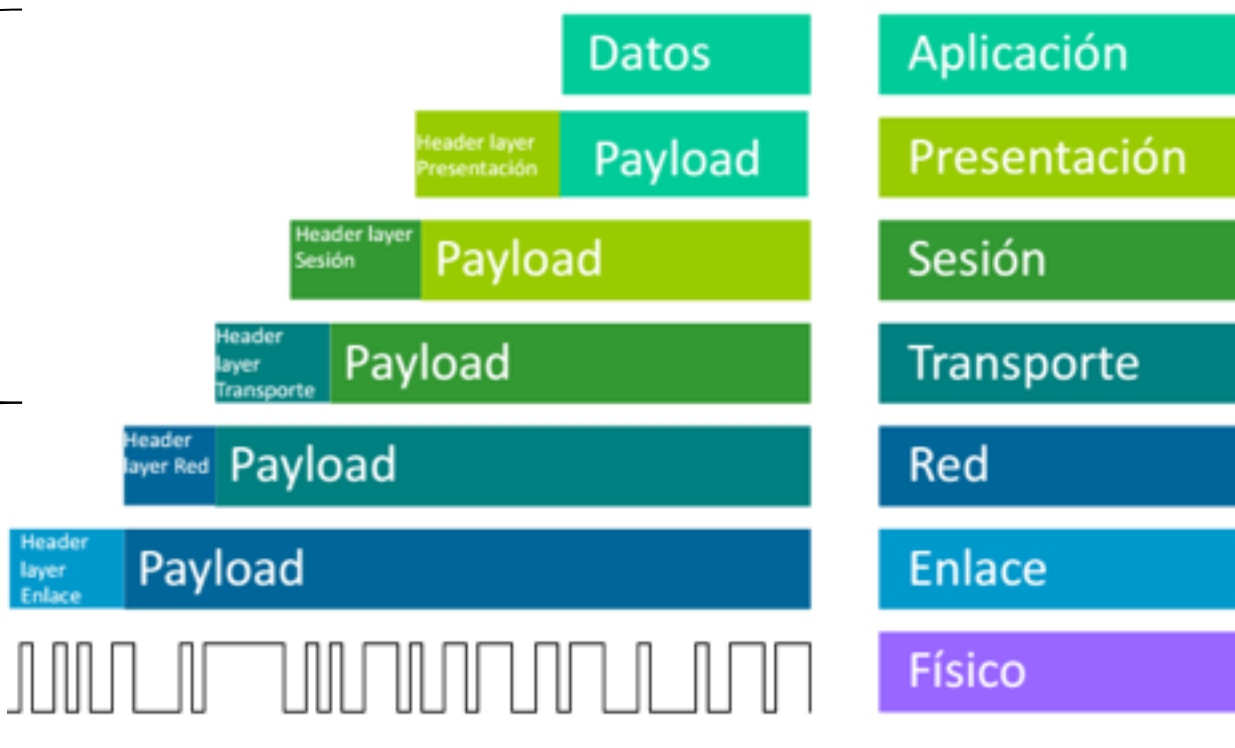 Datos
Aplicación
Header layer
Presentación
Payload
Presentación
Header layer
Sesión
Payload
Sesión
Header
layer
Transporte
Payload
Transporte
Header
layer Red
Payload
Red
Header
layer
Enlace
Payload
Enlace
Físico